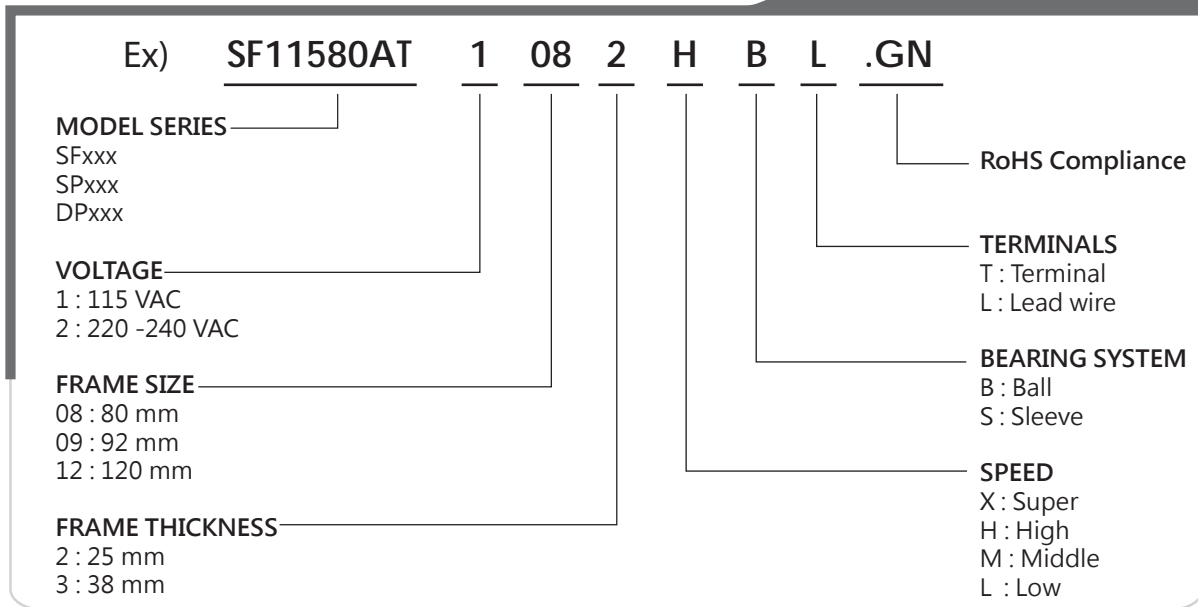 Ex) SF11580AT 1 08 2 H B L .GN
MODEL SERIES
SFxxx
SPxxx
DPxxx
VOLTAGE
1 : 115 VAC
2 : 220 -240 VAC
FRAME SIZE
08 : 80 mm
09 : 92 mm
12 : 120 mm
FRAME THICKNESS
2 : 25 mm
3 : 38 mm
RoHS Compliance
TERMINALS
T : Terminal
L : Lead wire
BEARING SYSTEM
B : Ball
S : Sleeve
SPEED
X : Super
H : High
M : Middle
L : Low